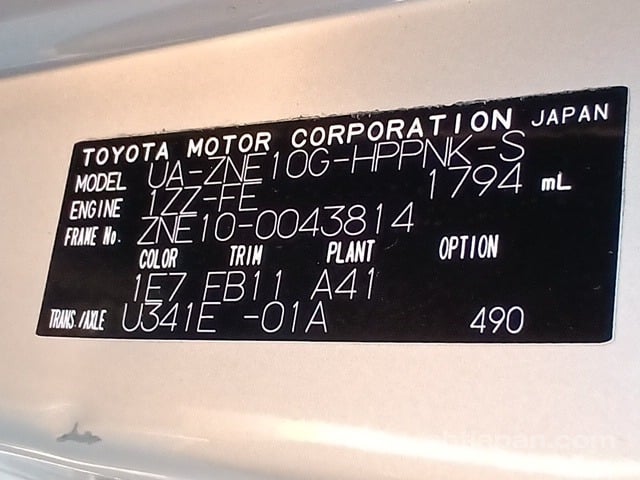 TOYOTA MOTOR CORPORATION JAPAN
MODEL UA-ZNE10G-HPPNK-S
ENGINE 1ZZ-FE 1794 mL
FRAME No. ZNE10-0043814
COLOR TRIM PLANT OPTION
1E7 FB11 A41
TRANS./AXLE U341E -01A 490